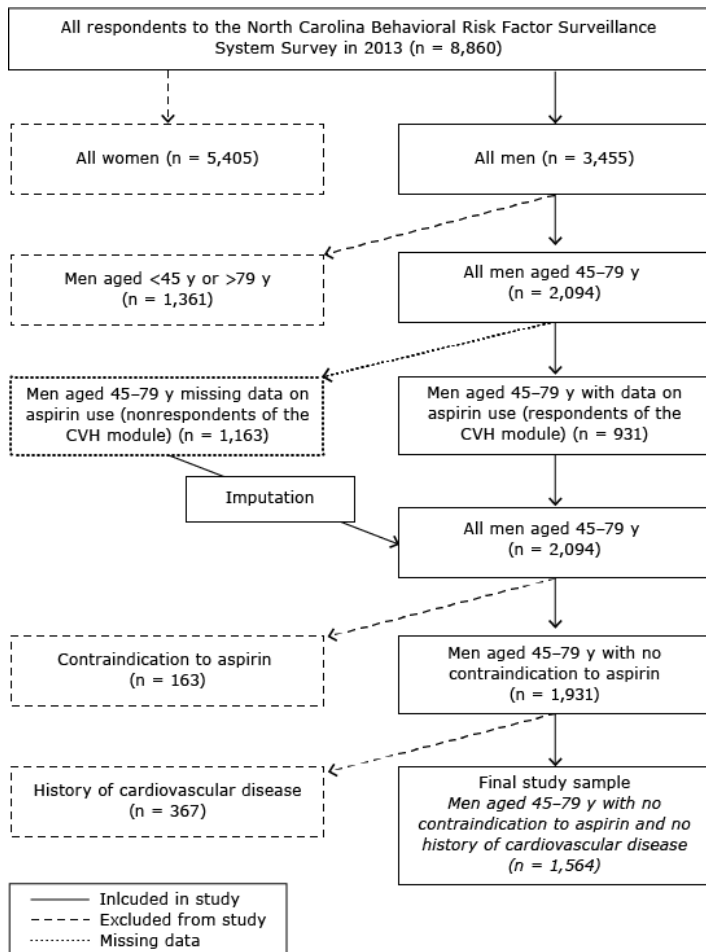 All respondents to the North Carolina Behavioral Risk Factor Surveillance
System Survey in 2013 (n = 8,860)
All women (n = 5,405)
All men (n = 3,455)
Men aged <45 y or >79 y
(n = 1,361)
All men aged 45–79 y
(n = 2,094)
Men aged 45–79 y missing data on
aspirin use (nonrespondents of the
CVH module) (n = 1,163)
Men aged 45–79 y with data on
aspirin use (respondents of the
CVH module) (n = 931)
Imputation
All men aged 45–79 y
(n = 2,094)
Contraindication to aspirin
(n = 163)
Men aged 45–79 y with no
contraindication to aspirin
(n = 1,931)
History of cardiovascular disease
(n = 367)
Final study sample
Men aged 45–79 y with no
contraindication to aspirin and no
history of cardiovascular disease
(n = 1,564)
Inlcuded in study
Excluded from study
Missing data